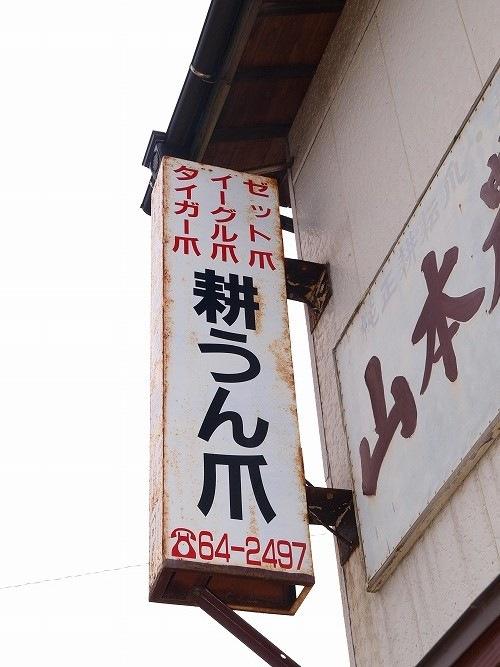 ゼット爪
イーグル爪
タイガー爪
耕うん爪
☎64-2497
山本